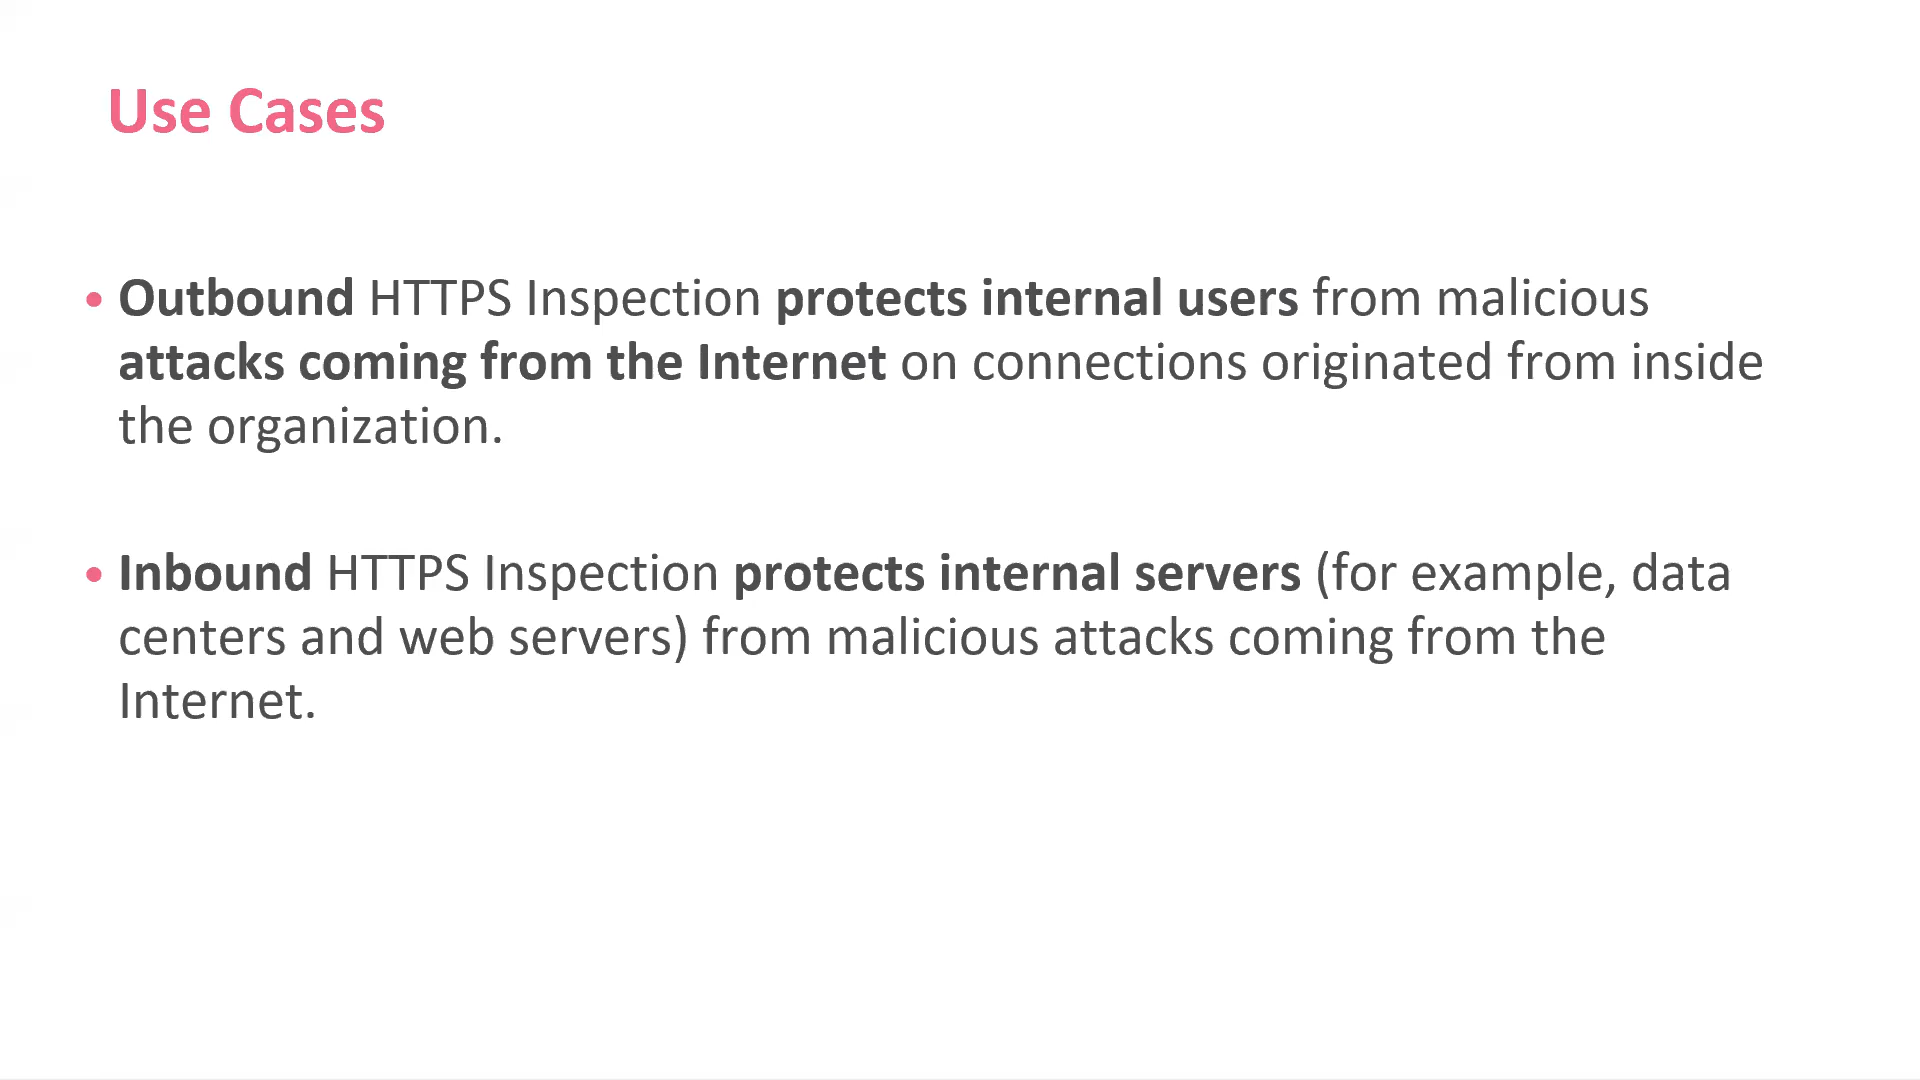 Use Cases
• Outbound HTTPS Inspection protects internal users from malicious
attacks coming from the Internet on connections originated from inside
the organization.
• Inbound HTTPS Inspection protects internal servers (for example, data
centers and web servers) from malicious attacks coming from the
Internet.